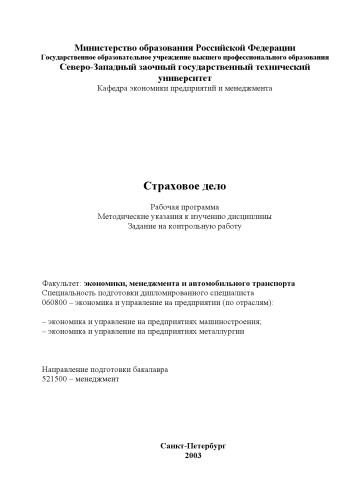 Министерство образования Российской Федерации
Государственное образовательное учреждение высшего профессионального образования
Северо-Западный заочный государственный технический
университет
Кафедра экономики предприятий и менеджмента
Страховое дело
Рабочая программа
Методические указания к изучению дисциплины
Задание на контрольную работу
Факультет: экономики, менеджмента и автомобильного транспорта
Специальность подготовки дипломированного специалиста
060800 – экономика и управление на предприятии (по отраслям):
– экономика и управление на предприятиях машиностроения;
– экономика и управление на предприятиях металлургии
Направление подготовки бакалавра
521500 – менеджмент
Санкт-Петербург
2003